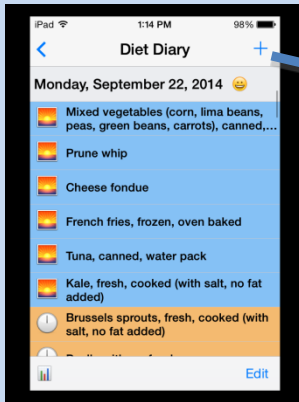 iPad 1:14 PM 98%
Diet Diary
Monday, September 22, 2014
Mixed vegetables (corn, lima beans,
peas, green beans, carrots), canned,...
Prune whip
Cheese fondue
French fries, frozen, oven baked
Tuna, canned, water pack
Kale, fresh, cooked (with salt, no fat
added)
Brussels sprouts, fresh, cooked (with
salt, no fat added)
Edit